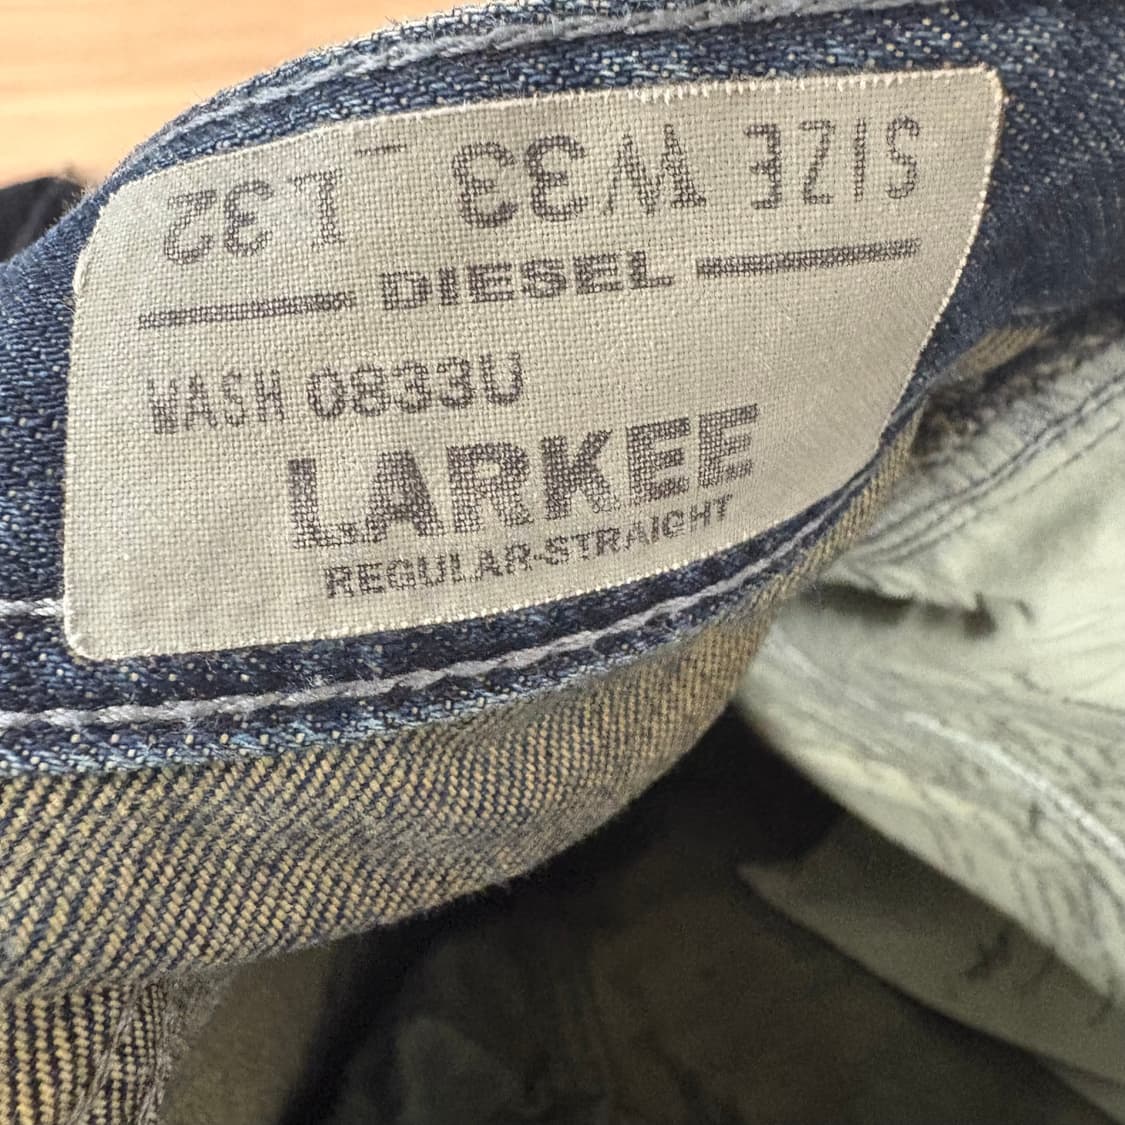 SIZE W33 L32
DIESEL
WASH 0833U
LARKEE
REGULAR-STRAIGHT